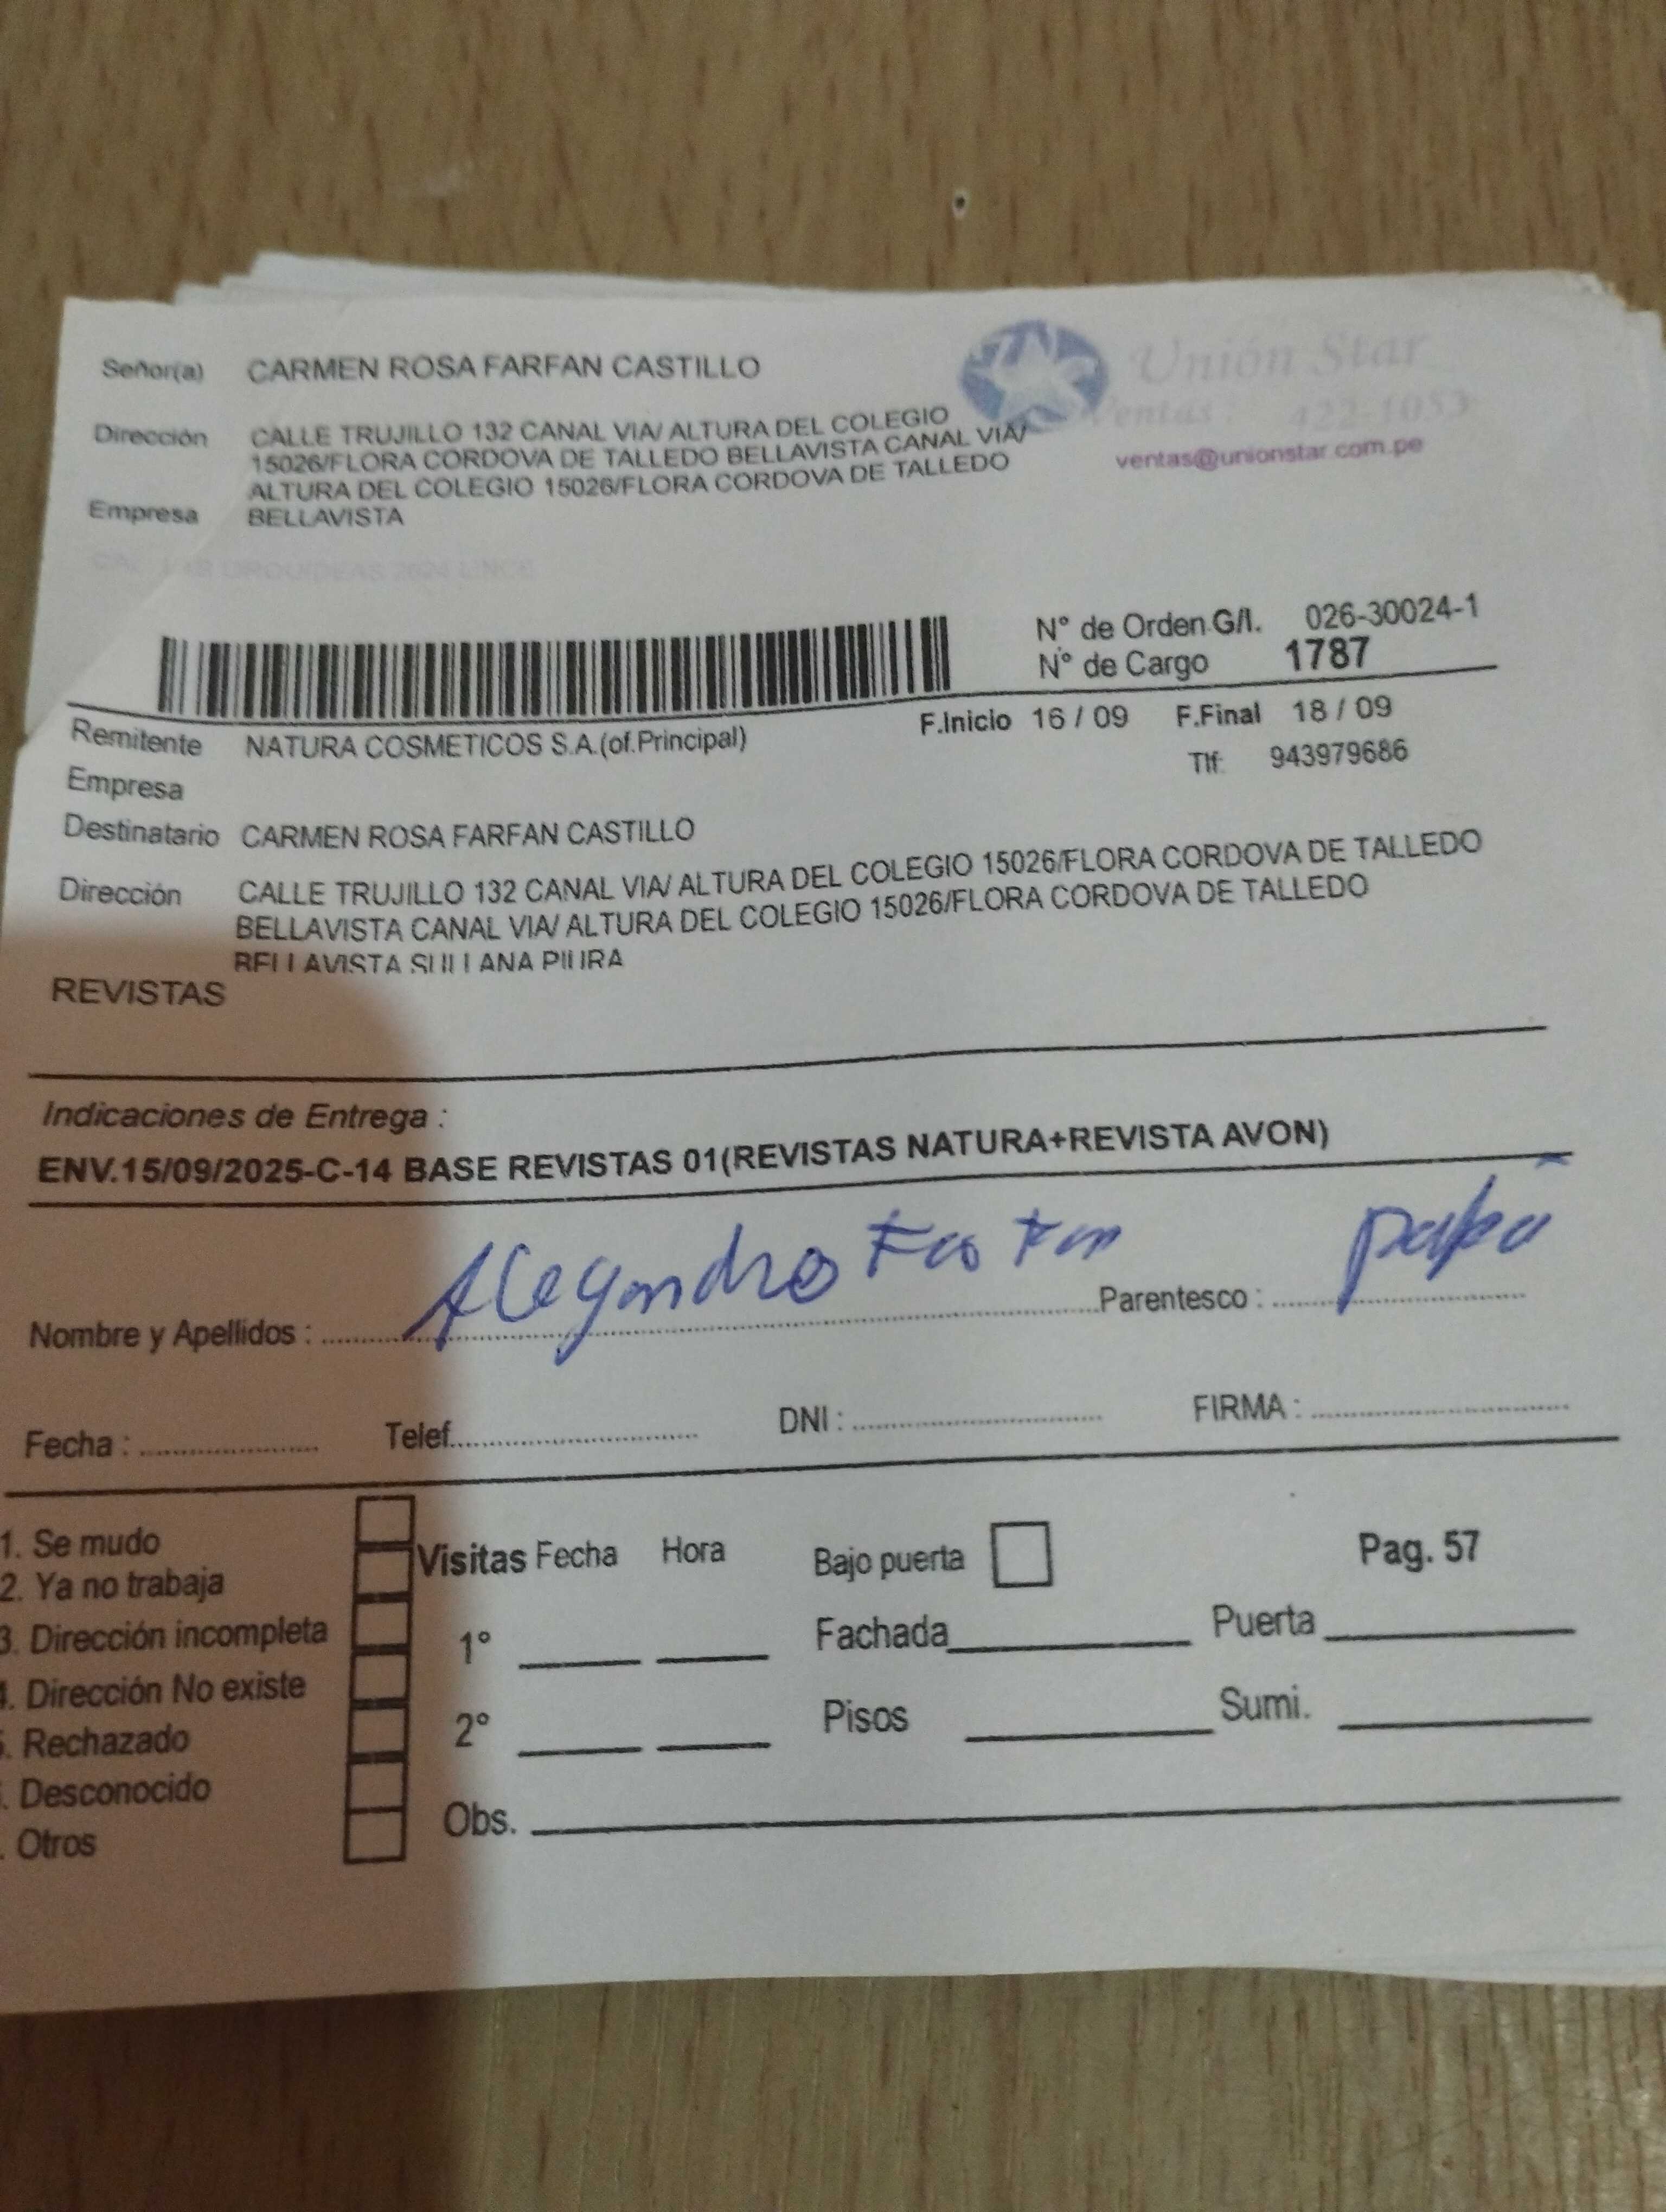 Señor(a) CARMEN ROSA FARFAN CASTILLO
Unión Star
Ventas: 422-1053
ventas@unionstar.com.pe
Dirección CALLE TRUJILLO 132 CANAL VIA/ ALTURA DEL COLEGIO
15026/FLORA CORDOVA DE TALLEDO BELLAVISTA CANAL VIA/
ALTURA DEL COLEGIO 15026/FLORA CORDOVA DE TALLEDO
Empresa BELLAVISTA
ORQUIDEAS 2624 LINCE
N° de Orden G/I. 026-30024-1
N° de Cargo 1787
F.Inicio 16 / 09 F.Final 18 / 09
Remitente NATURA COSMETICOS S.A.(of.Principal)
Tlf: 943979686
Empresa
Destinatario CARMEN ROSA FARFAN CASTILLO
Dirección CALLE TRUJILLO 132 CANAL VIA/ ALTURA DEL COLEGIO 15026/FLORA CORDOVA DE TALLEDO
BELLAVISTA CANAL VIA/ ALTURA DEL COLEGIO 15026/FLORA CORDOVA DE TALLEDO
BELLAVISTA SULLANA PIURA
REVISTAS
Indicaciones de Entrega :
ENV.15/09/2025-C-14 BASE REVISTAS 01(REVISTAS NATURA+REVISTA AVON)
Nombre y Apellidos : Alejandro Parentesco : papá
Fecha : Telef. DNI : FIRMA :
1. Se mudo
2. Ya no trabaja
3. Dirección incompleta
4. Dirección No existe
. Rechazado
. Desconocido
. Otros
Visitas Fecha Hora Bajo puerta Pag. 57
1° Fachada Puerta
2° Pisos Sumi.
Obs.